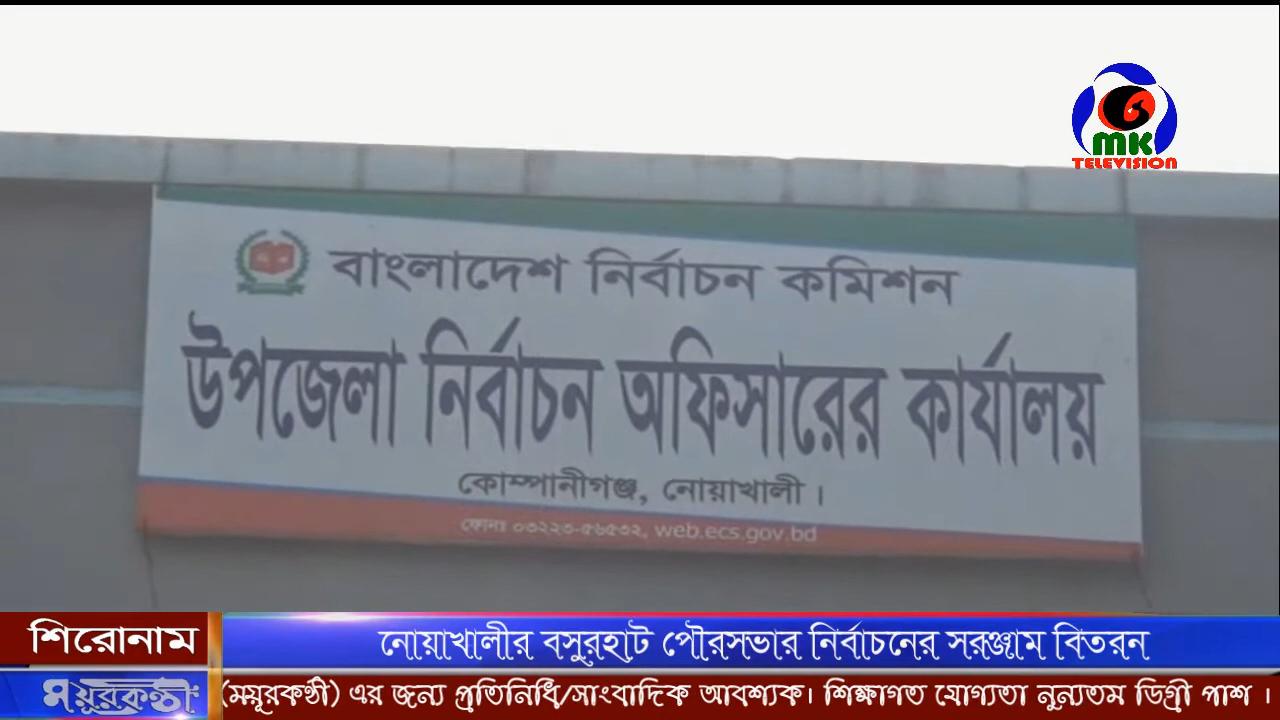 MK
TELEVISION
বাংলাদেশ নির্বাচন কমিশন
উপজেলা নির্বাচন অফিসারের কার্যালয়
কোম্পানীগঞ্জ, নোয়াখালী।
ফোনঃ ০৩২২৩-৫৬৫৩২, web.ecs.gov.bd
শিরোনাম
নোয়াখালীর বসুরহাট পৌরসভার নির্বাচনের সরঞ্জাম বিতরন
ময়ূরকণ্ঠী
(ময়ূরকণ্ঠী) এর জন্য প্রতিনিধি/সাংবাদিক আবশ্যক। শিক্ষাগত যোগ্যতা নুন্যতম ডিগ্রী পাশ ।